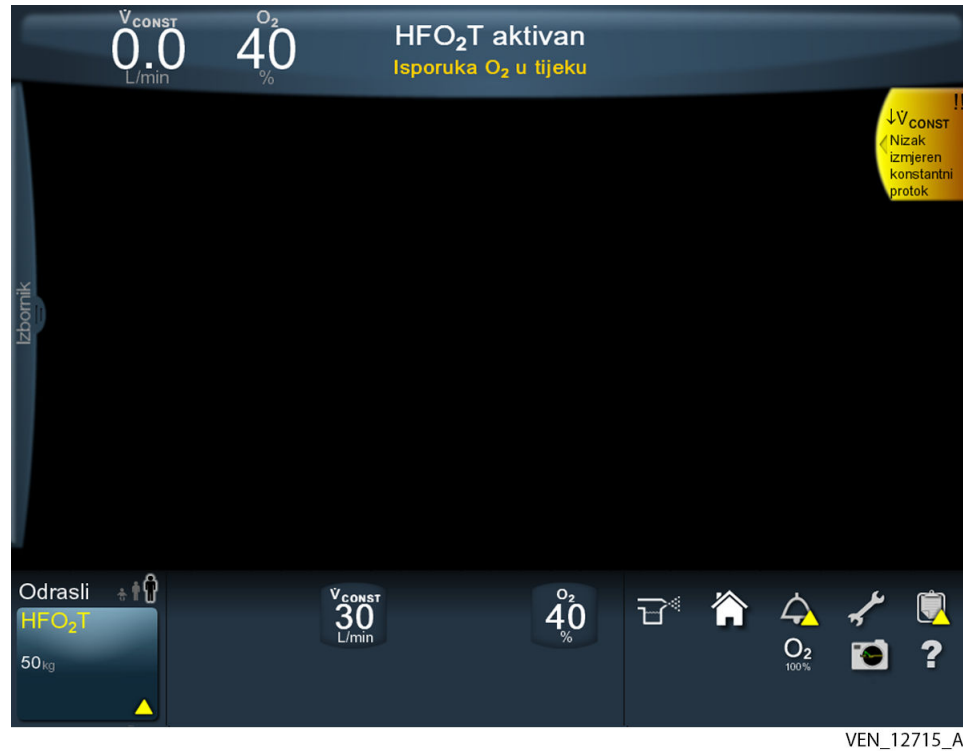 V̇CONST
0.0
L/min
O₂
40
%
HFO₂T aktivan
Isporuka O₂ u tijeku
!!
↓V̇CONST
Nizak
izmjeren
konstantni
protok
Izbornik
Odrasli
HFO₂T
50kg
V̇CONST
30
L/min
O₂
40
%
O₂
100%
?
VEN_12715_A